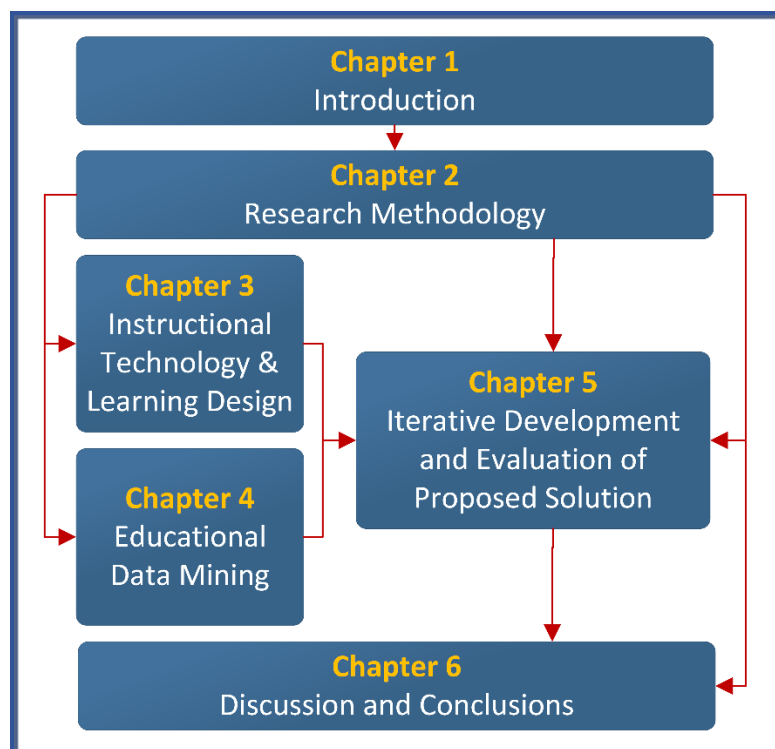 Chapter 1
Introduction
Chapter 2
Research Methodology
Chapter 3
Instructional
Technology &
Learning Design
Chapter 4
Educational
Data Mining
Chapter 5
Iterative Development
and Evaluation of
Proposed Solution
Chapter 6
Discussion and Conclusions